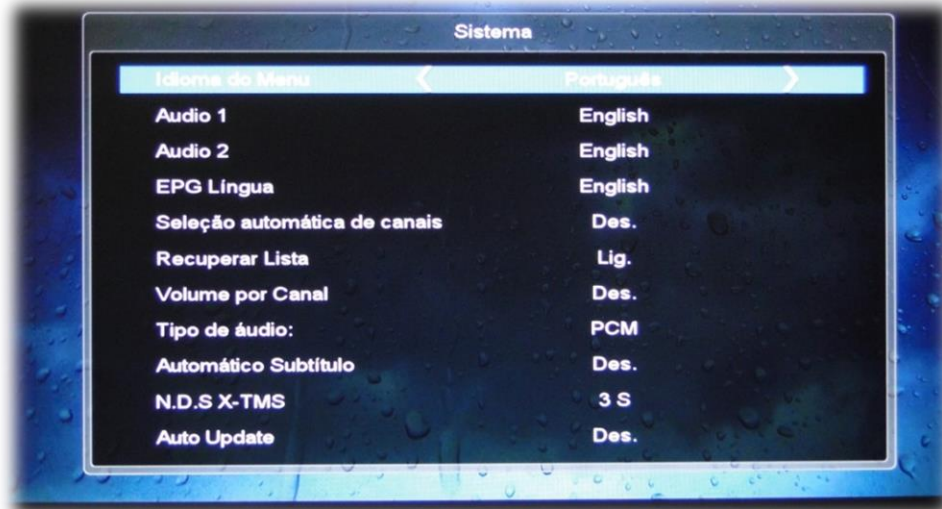 Sistema
Idioma do Menu Português
Audio 1 English
Audio 2 English
EPG Língua English
Seleção automática de canais Des.
Recuperar Lista Lig.
Volume por Canal Des.
Tipo de áudio: PCM
Automático Subtítulo Des.
N.D.S X-TMS 3 S
Auto Update Des.